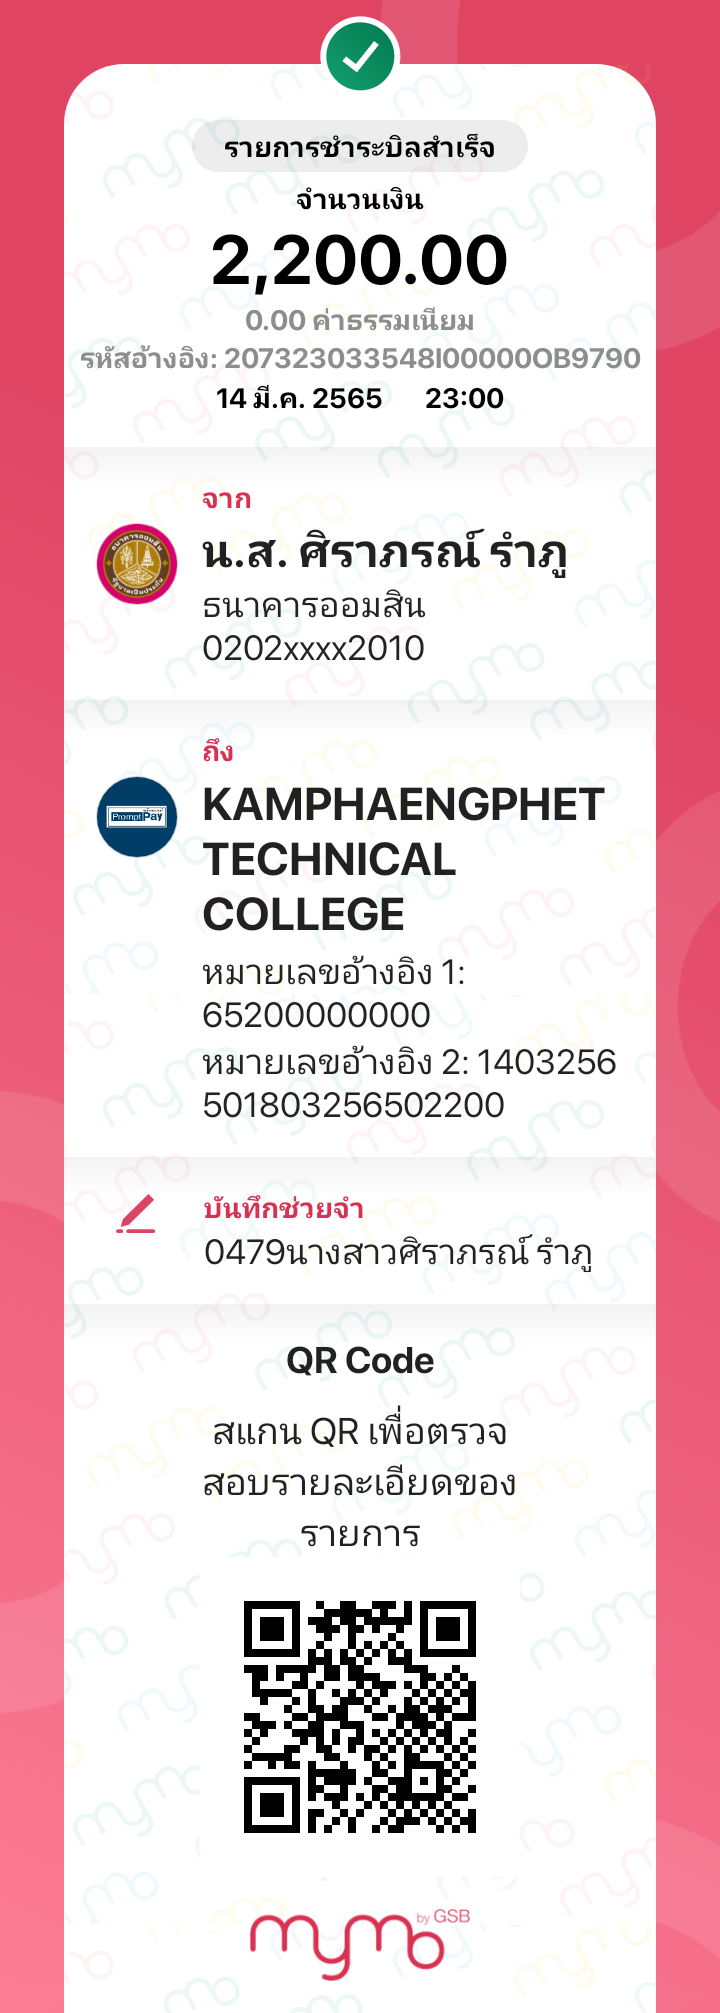 รายการชำระบิลสำเร็จ
จำนวนเงิน
2,200.00
0.00 ค่าธรรมเนียม
รหัสอ้างอิง: 207323033548I00000OB9790
14 มี.ค. 2565 23:00
จาก
น.ส. ศิราภรณ์ รำภู
ธนาคารออมสิน
0202xxxx2010
ถึง
PromptPay
KAMPHAENGPHET
TECHNICAL
COLLEGE
หมายเลขอ้างอิง 1:
65200000000
หมายเลขอ้างอิง 2: 1403256
501803256502200
บันทึกช่วยจำ
0479นางสาวศิราภรณ์ รำภู
QR Code
สแกน QR เพื่อตรวจ
สอบรายละเอียดของ
รายการ
mymo by GSB